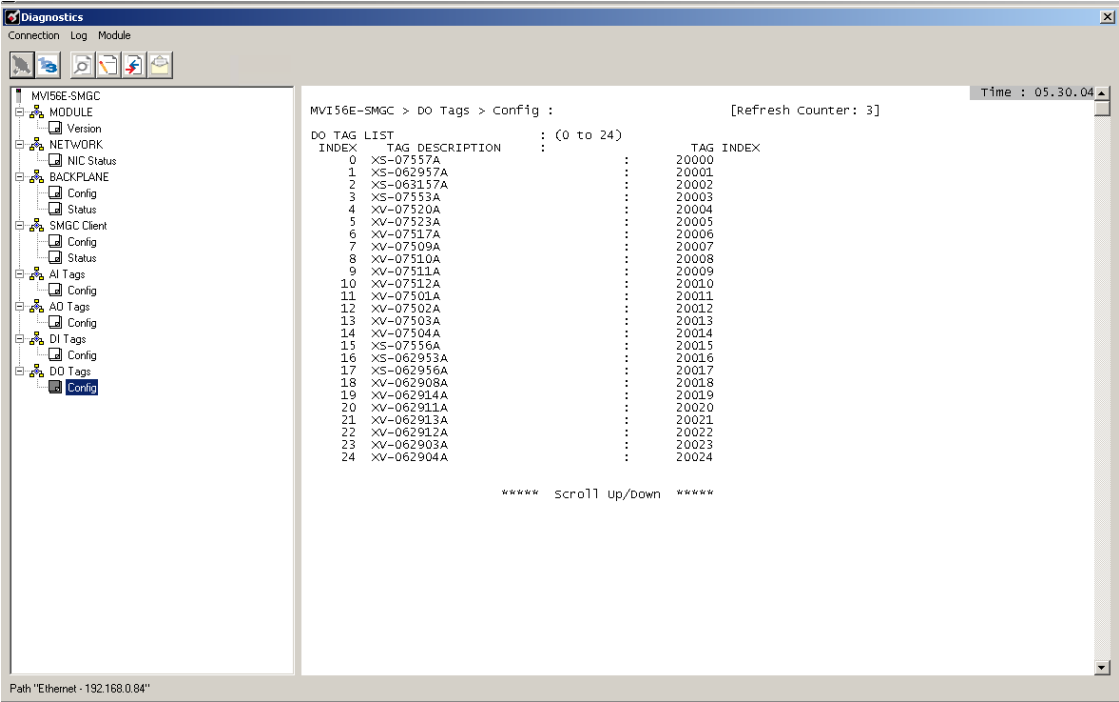 Diagnostics
Connection Log Module
MVI56E-SMGC
MODULE
Version
NETWORK
NIC Status
BACKPLANE
Config
Status
SMGC Client
Config
Status
AI Tags
Config
AO Tags
Config
DI Tags
Config
DO Tags
Config
Time : 05.30.04
MVI56E-SMGC > DO Tags > Config : [Refresh Counter: 3]
DO TAG LIST : (0 to 24)
INDEX TAG DESCRIPTION : TAG INDEX
0 XS-07557A : 20000
1 XS-062957A : 20001
2 XS-063157A : 20002
3 XS-07553A : 20003
4 XV-07520A : 20004
5 XV-07523A : 20005
6 XV-07517A : 20006
7 XV-07509A : 20007
8 XV-07510A : 20008
9 XV-07511A : 20009
10 XV-07512A : 20010
11 XV-07501A : 20011
12 XV-07502A : 20012
13 XV-07503A : 20013
14 XV-07504A : 20014
15 XS-07556A : 20015
16 XS-062953A : 20016
17 XS-062956A : 20017
18 XV-062908A : 20018
19 XV-062914A : 20019
20 XV-062911A : 20020
21 XV-062913A : 20021
22 XV-062912A : 20022
23 XV-062903A : 20023
24 XV-062904A : 20024
***** Scroll Up/Down *****
Path "Ethernet - 192.168.0.84"